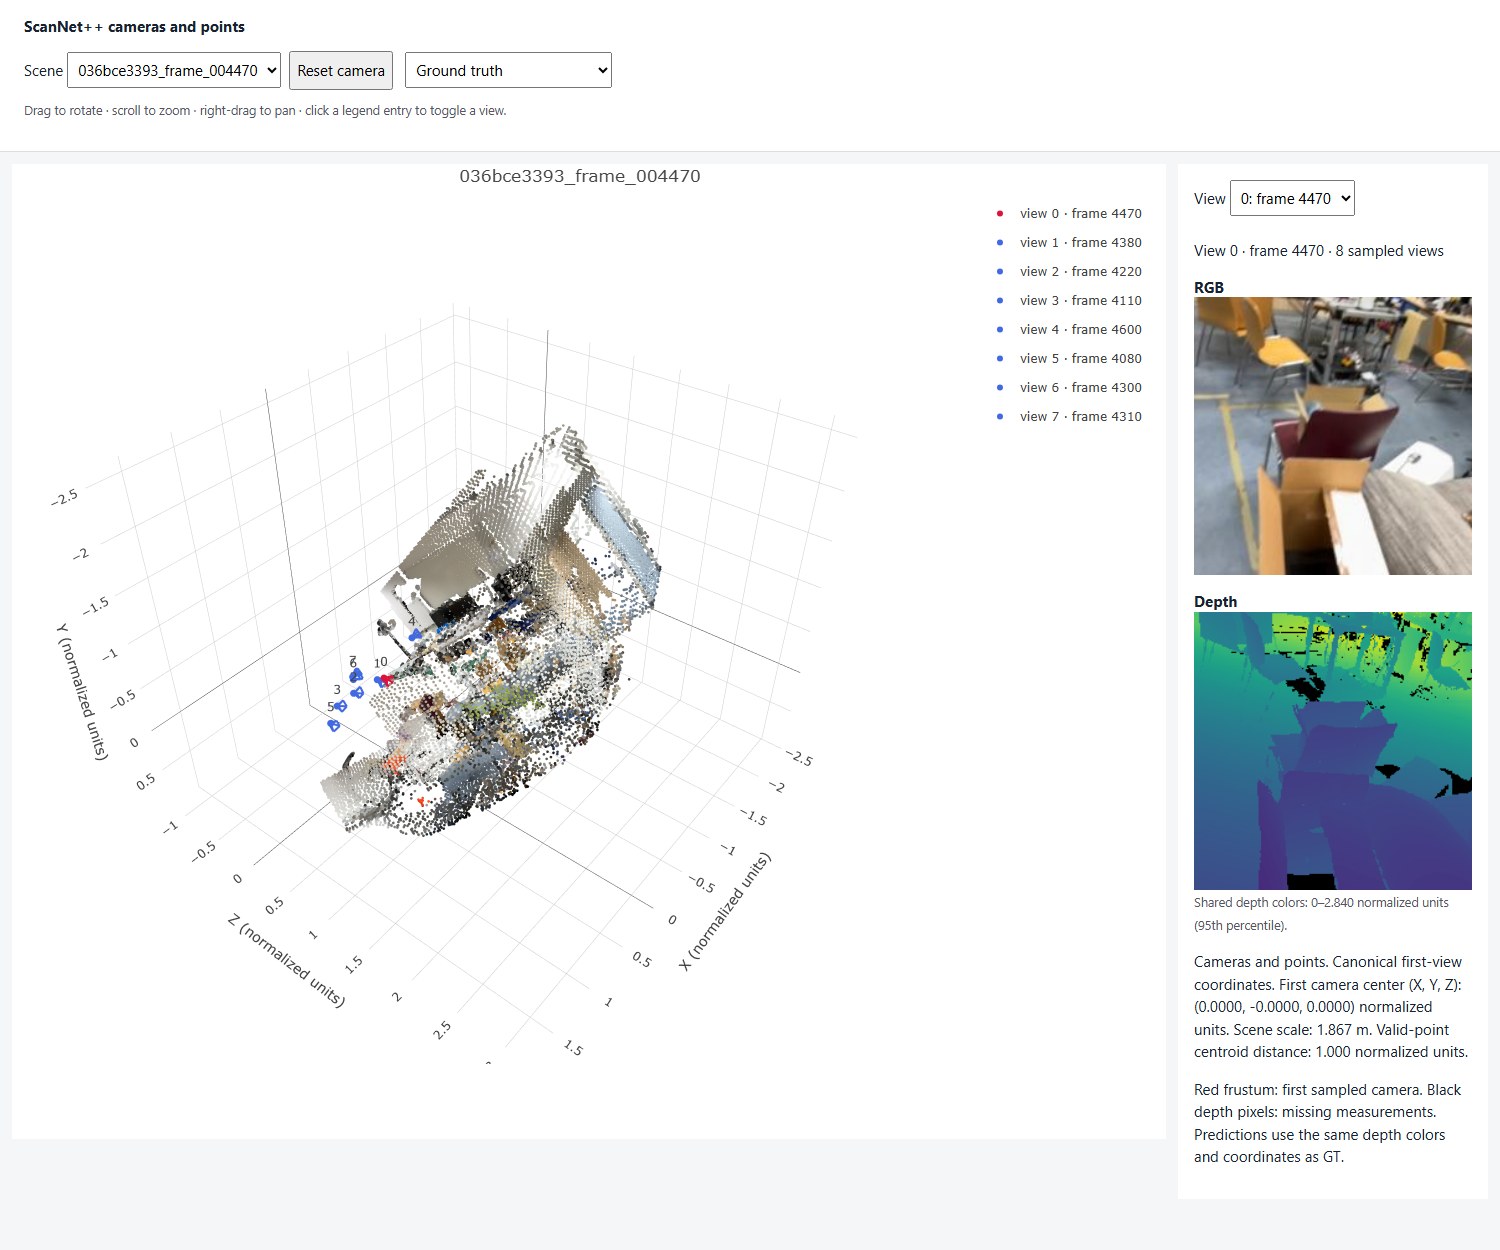 ScanNet++ cameras and points
Scene 036bce3393_frame_004470 Reset camera Ground truth
Drag to rotate · scroll to zoom · right-drag to pan · click a legend entry to toggle a view.
036bce3393_frame_004470
view 0 · frame 4470
view 1 · frame 4380
view 2 · frame 4220
view 3 · frame 4110
view 4 · frame 4600
view 5 · frame 4080
view 6 · frame 4300
view 7 · frame 4310
−2.5
−2
−1.5
−1
−0.5
0
0.5
Y (normalized units)
4
6
10
3
5
−1
−0.5
0
0.5
1
1.5
2
2.5
Z (normalized units)
−2.5
−2
−1.5
−1
−0.5
0
0.5
1
1.5
X (normalized units)
View 0: frame 4470
View 0 · frame 4470 · 8 sampled views
RGB
Depth
Shared depth colors: 0–2.840 normalized units
(95th percentile).
Cameras and points. Canonical first-view
coordinates. First camera center (X, Y, Z):
(0.0000, -0.0000, 0.0000) normalized
units. Scene scale: 1.867 m. Valid-point
centroid distance: 1.000 normalized units.
Red frustum: first sampled camera. Black
depth pixels: missing measurements.
Predictions use the same depth colors
and coordinates as GT.